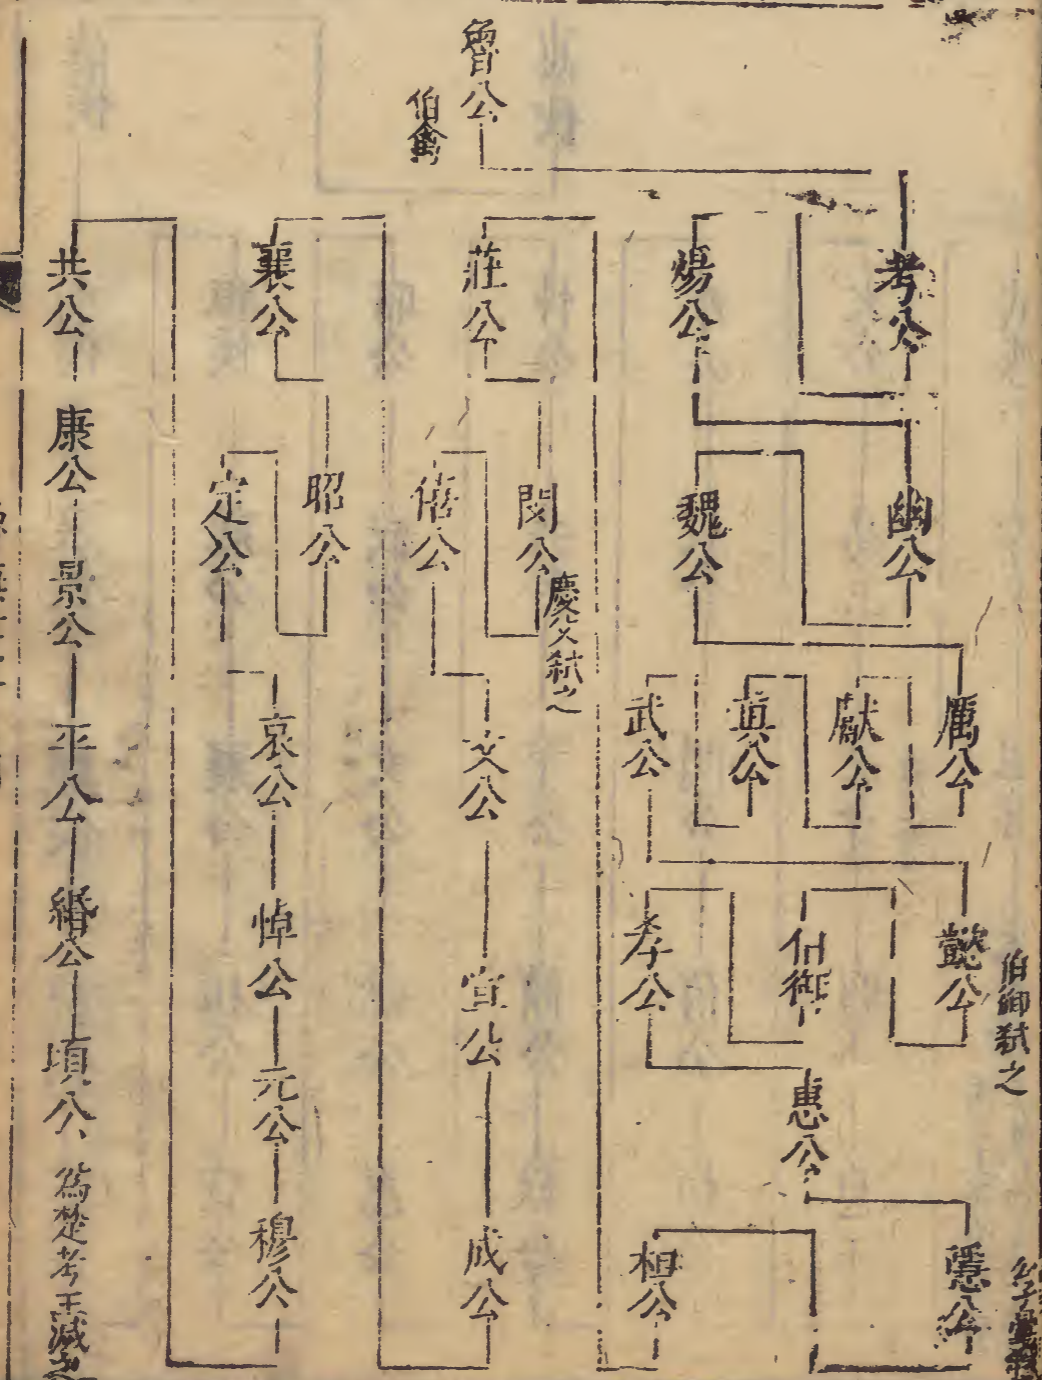 魯公
伯禽
考公
煬公
幽公
魏公
厲公
獻公
真公
武公
懿公
伯御弑之
伯御
孝公
惠公
隱公
桓公
莊公
閔公
慶父弑之
僖公
文公
宣公
成公
襄公
昭公
定公
哀公
悼公
元公
穆公
共公
康公
景公
平公
緡公
頃公
為楚考王滅之